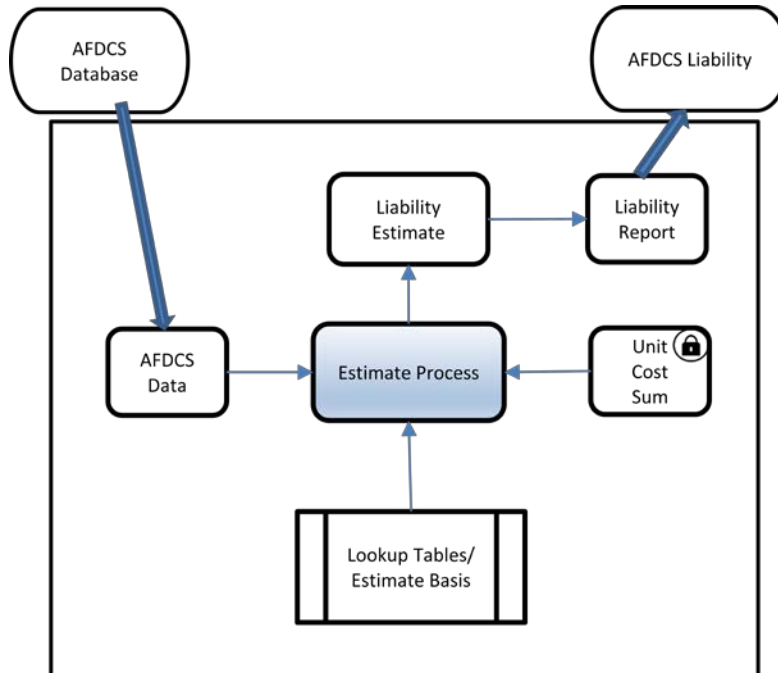 AFDCS
Database
AFDCS Liability
Liability
Estimate
Liability
Report
AFDCS
Data
Estimate Process
Unit
Cost
Sum
Lookup Tables/
Estimate Basis